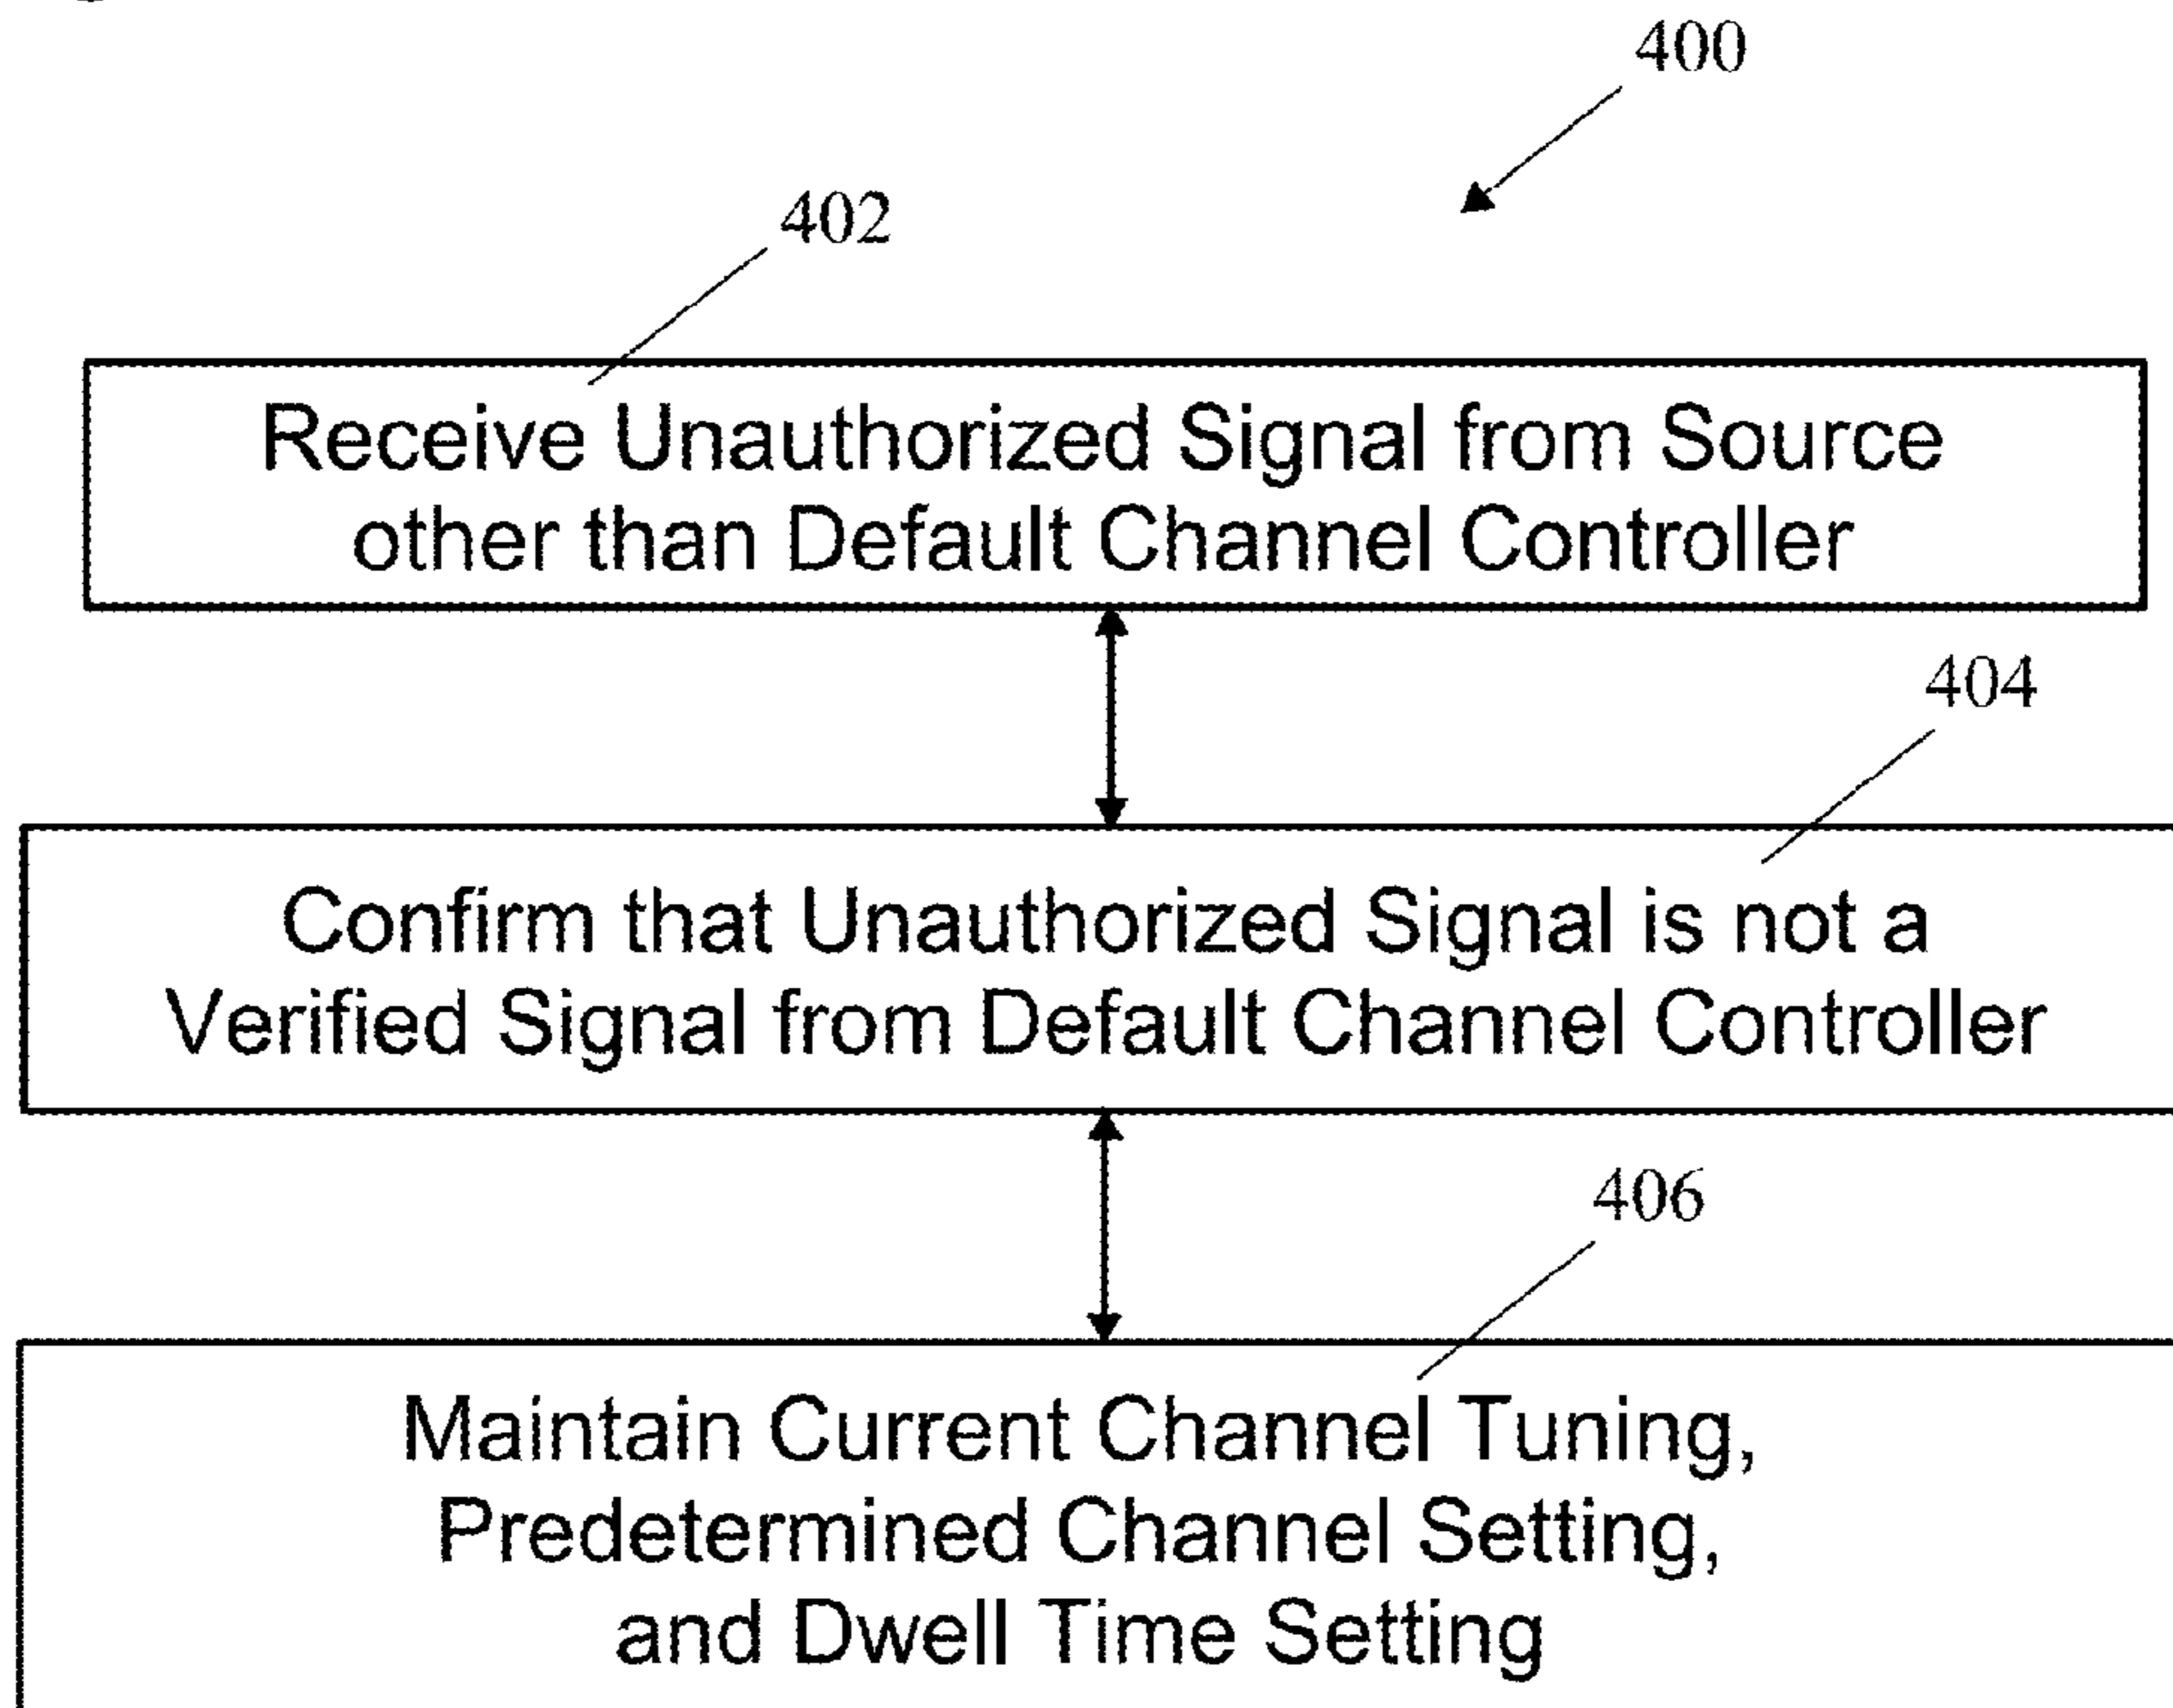 400
402
Receive Unauthorized Signal from Source
other than Default Channel Controller
404
Confirm that Unauthorized Signal is not a
Verified Signal from Default Channel Controller
406
Maintain Current Channel Tuning,
Predetermined Channel Setting,
and Dwell Time Setting